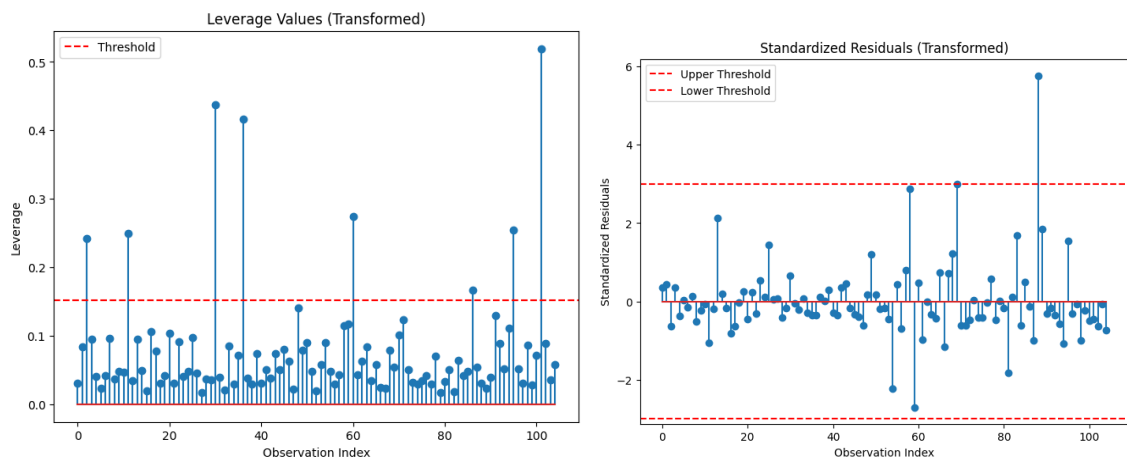 Leverage Values (Transformed)
Threshold
0.5
0.4
0.3
0.2
0.1
0.0
Leverage
0 20 40 60 80 100
Observation Index
Standardized Residuals (Transformed)
Upper Threshold
Lower Threshold
6
4
2
0
−2
Standardized Residuals
0 20 40 60 80 100
Observation Index